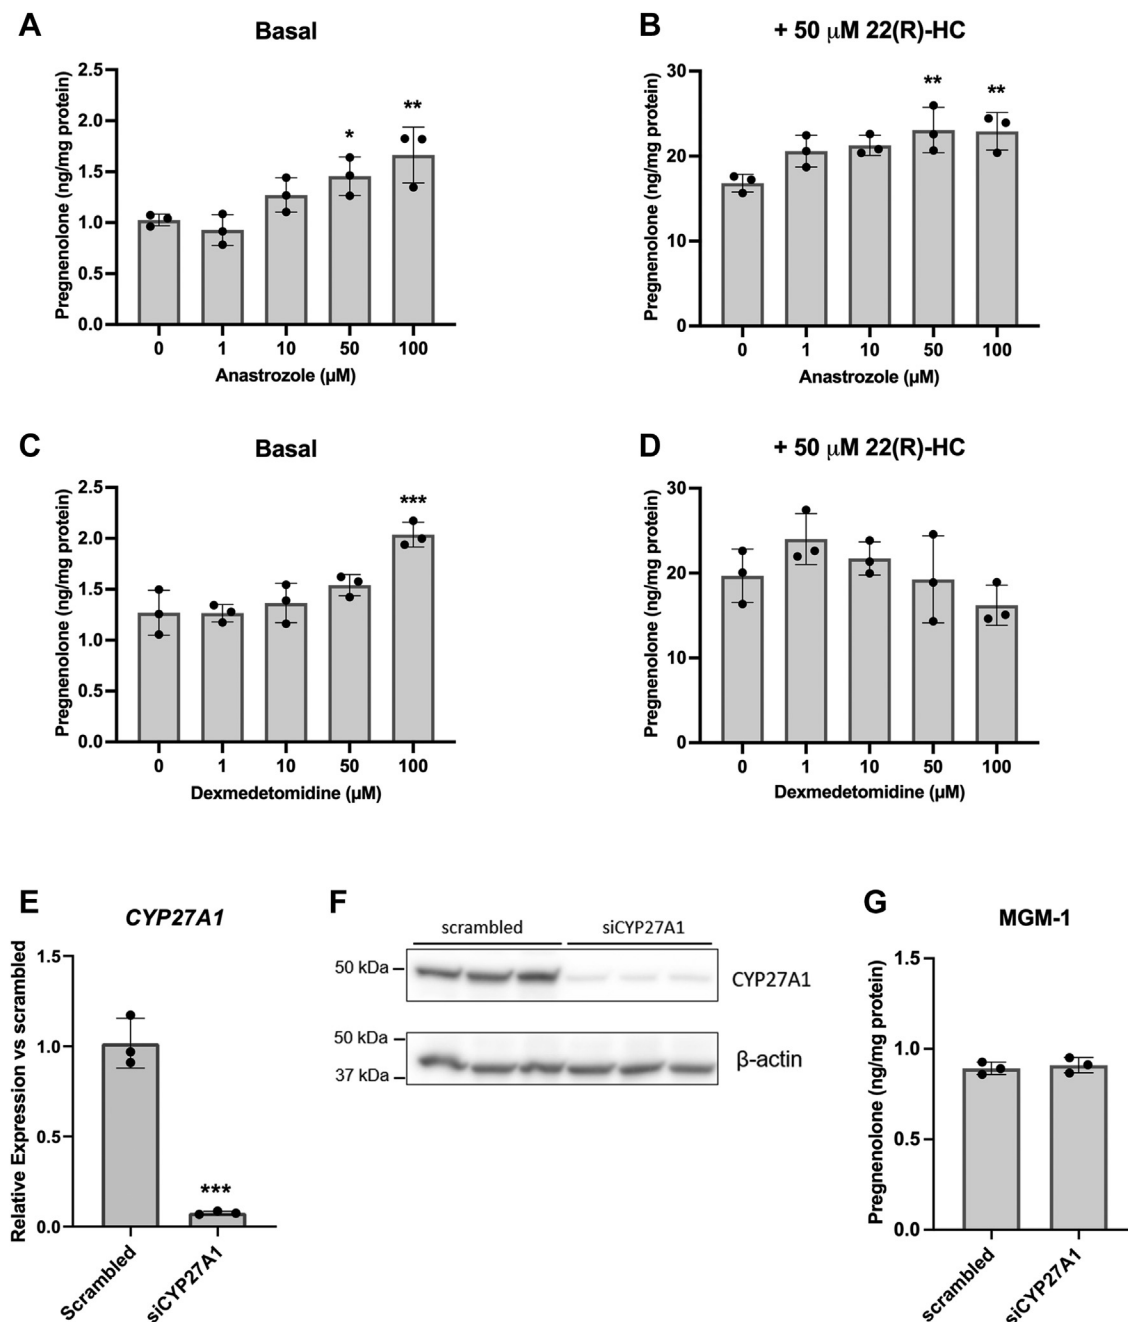 A
Basal
Pregnenolone (ng/mg protein)
2.5
2.0
1.5
1.0
0.5
0.0
* **
0 1 10 50 100
Anastrozole (µM)
B
+ 50 µM 22(R)-HC
Pregnenolone (ng/mg protein)
30
20
10
0
** **
0 1 10 50 100
Anastrozole (µM)
C
Basal
Pregnenolone (ng/mg protein)
2.5
2.0
1.5
1.0
0.5
0.0
***
0 1 10 50 100
Dexmedetomidine (µM)
D
+ 50 µM 22(R)-HC
Pregnenolone (ng/mg protein)
30
20
10
0
0 1 10 50 100
Dexmedetomidine (µM)
E
CYP27A1
Relative Expression vs scrambled
1.5
1.0
0.5
0.0
***
Scrambled
siCYP27A1
F
scrambled siCYP27A1
50 kDa
CYP27A1
50 kDa
37 kDa
β-actin
G
MGM-1
Pregnenolone (ng/mg protein)
1.5
1.0
0.5
0.0
scrambled
siCYP27A1